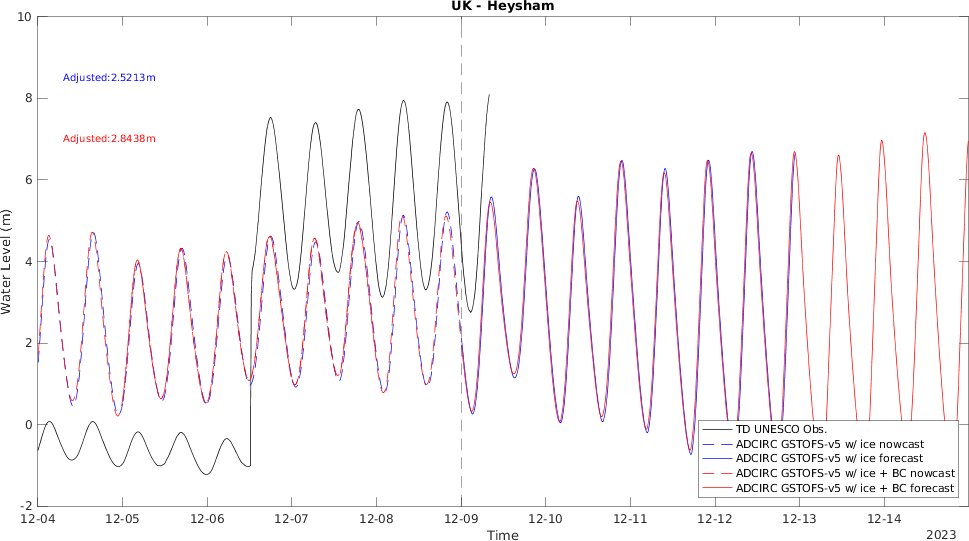 UK - Heysham
10
8
6
4
2
0
-2
Water Level (m)
Adjusted:2.5213m
Adjusted:2.8438m
TD UNESCO Obs.
ADCIRC GSTOFS-v5 w/ ice nowcast
ADCIRC GSTOFS-v5 w/ ice forecast
ADCIRC GSTOFS-v5 w/ ice + BC nowcast
ADCIRC GSTOFS-v5 w/ ice + BC forecast
12-04 12-05 12-06 12-07 12-08 12-09 12-10 12-11 12-12 12-13 12-14
Time
2023